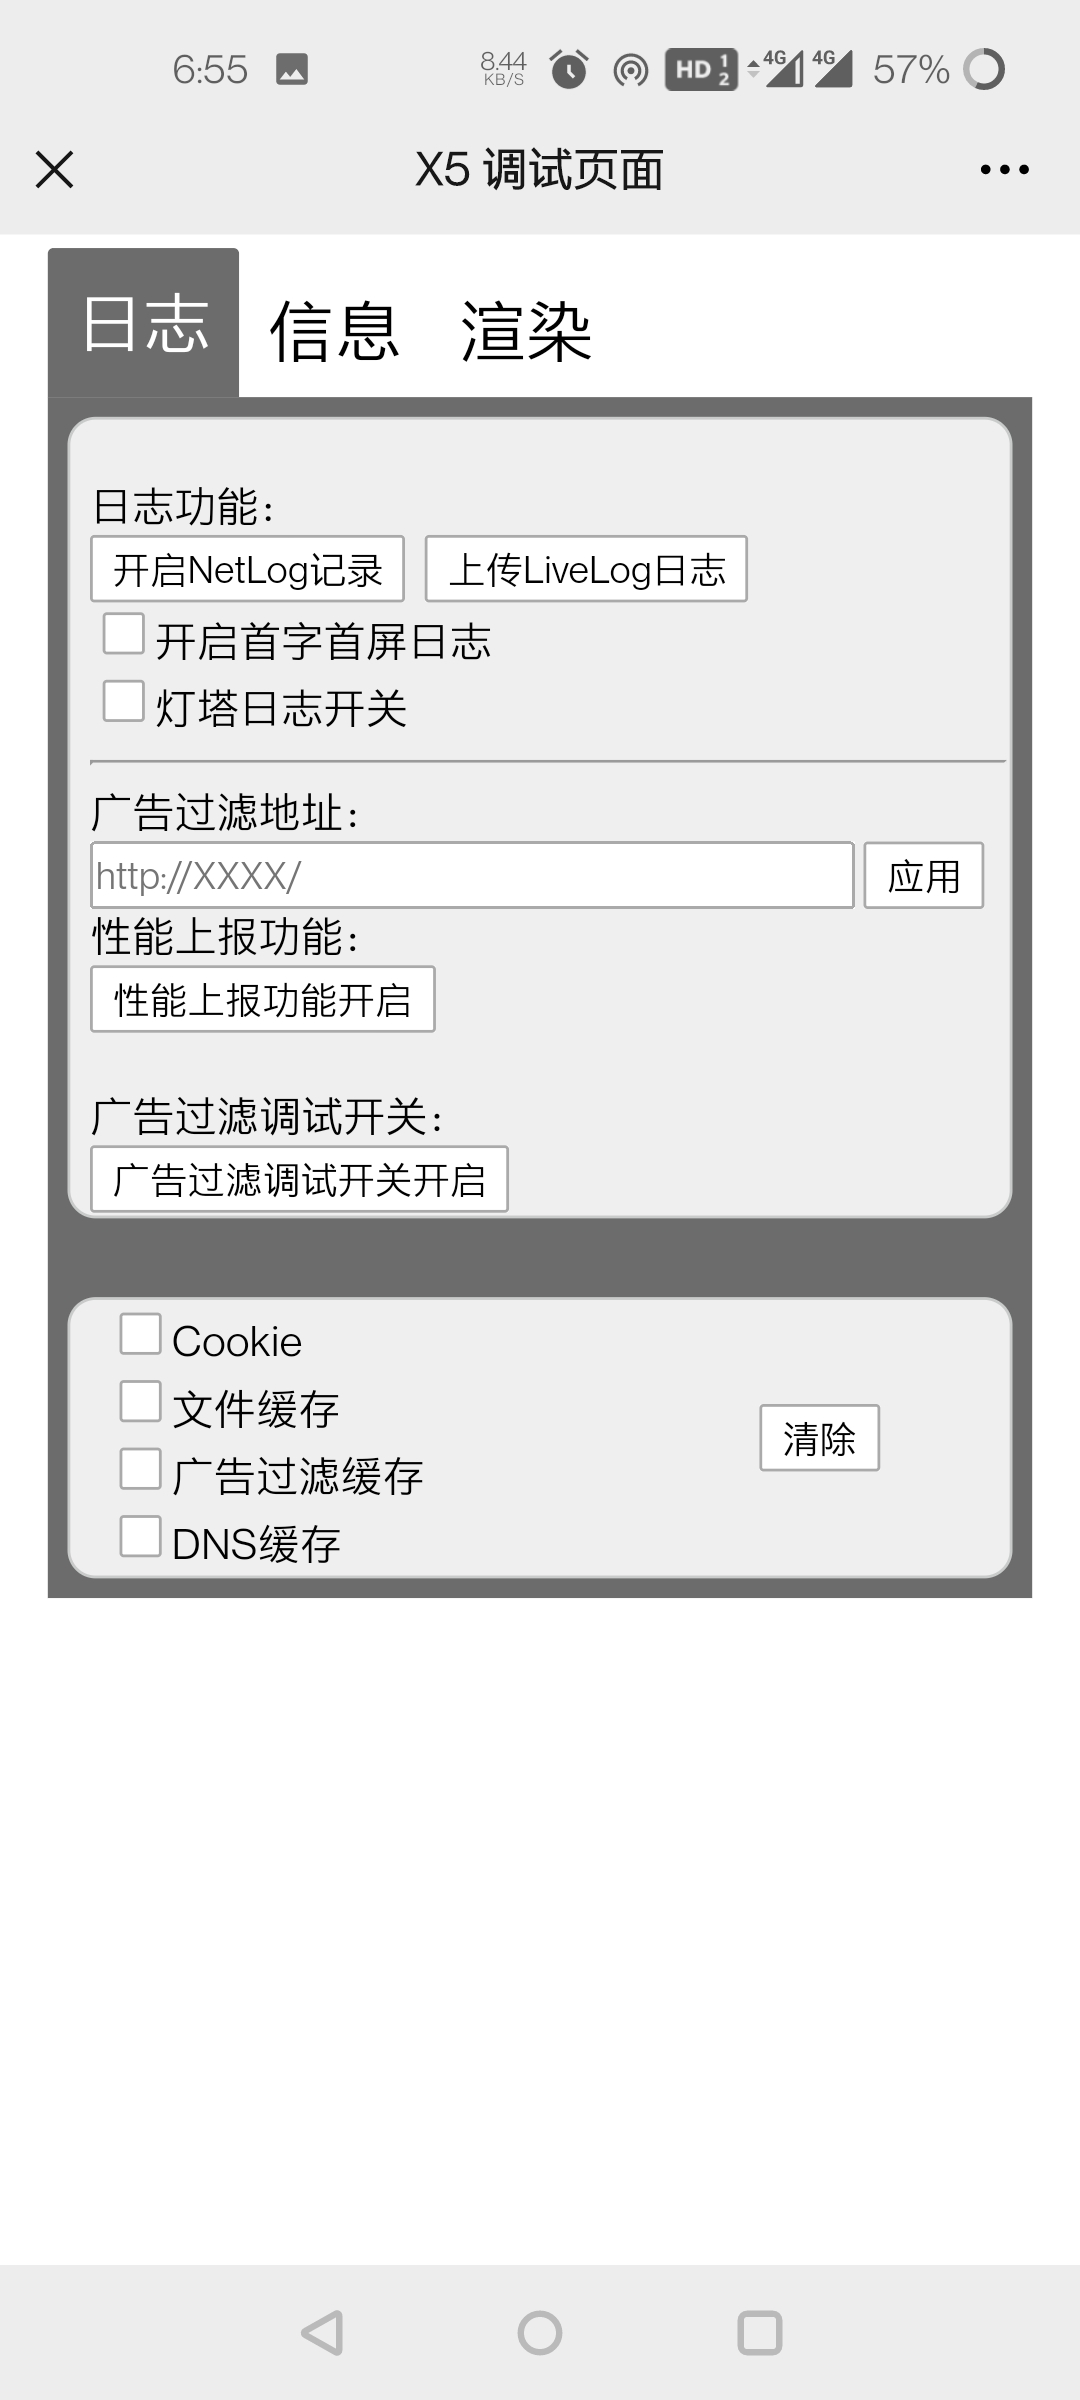 6:55 8.44 KB/S HD 1 2 4G 4G 57%
X5 调试页面
日志 信息 渲染
日志功能：
开启NetLog记录 上传LiveLog日志
开启首字首屏日志
灯塔日志开关
广告过滤地址：
http://XXXX/ 应用
性能上报功能：
性能上报功能开启
广告过滤调试开关：
广告过滤调试开关开启
Cookie
文件缓存
清除
广告过滤缓存
DNS缓存